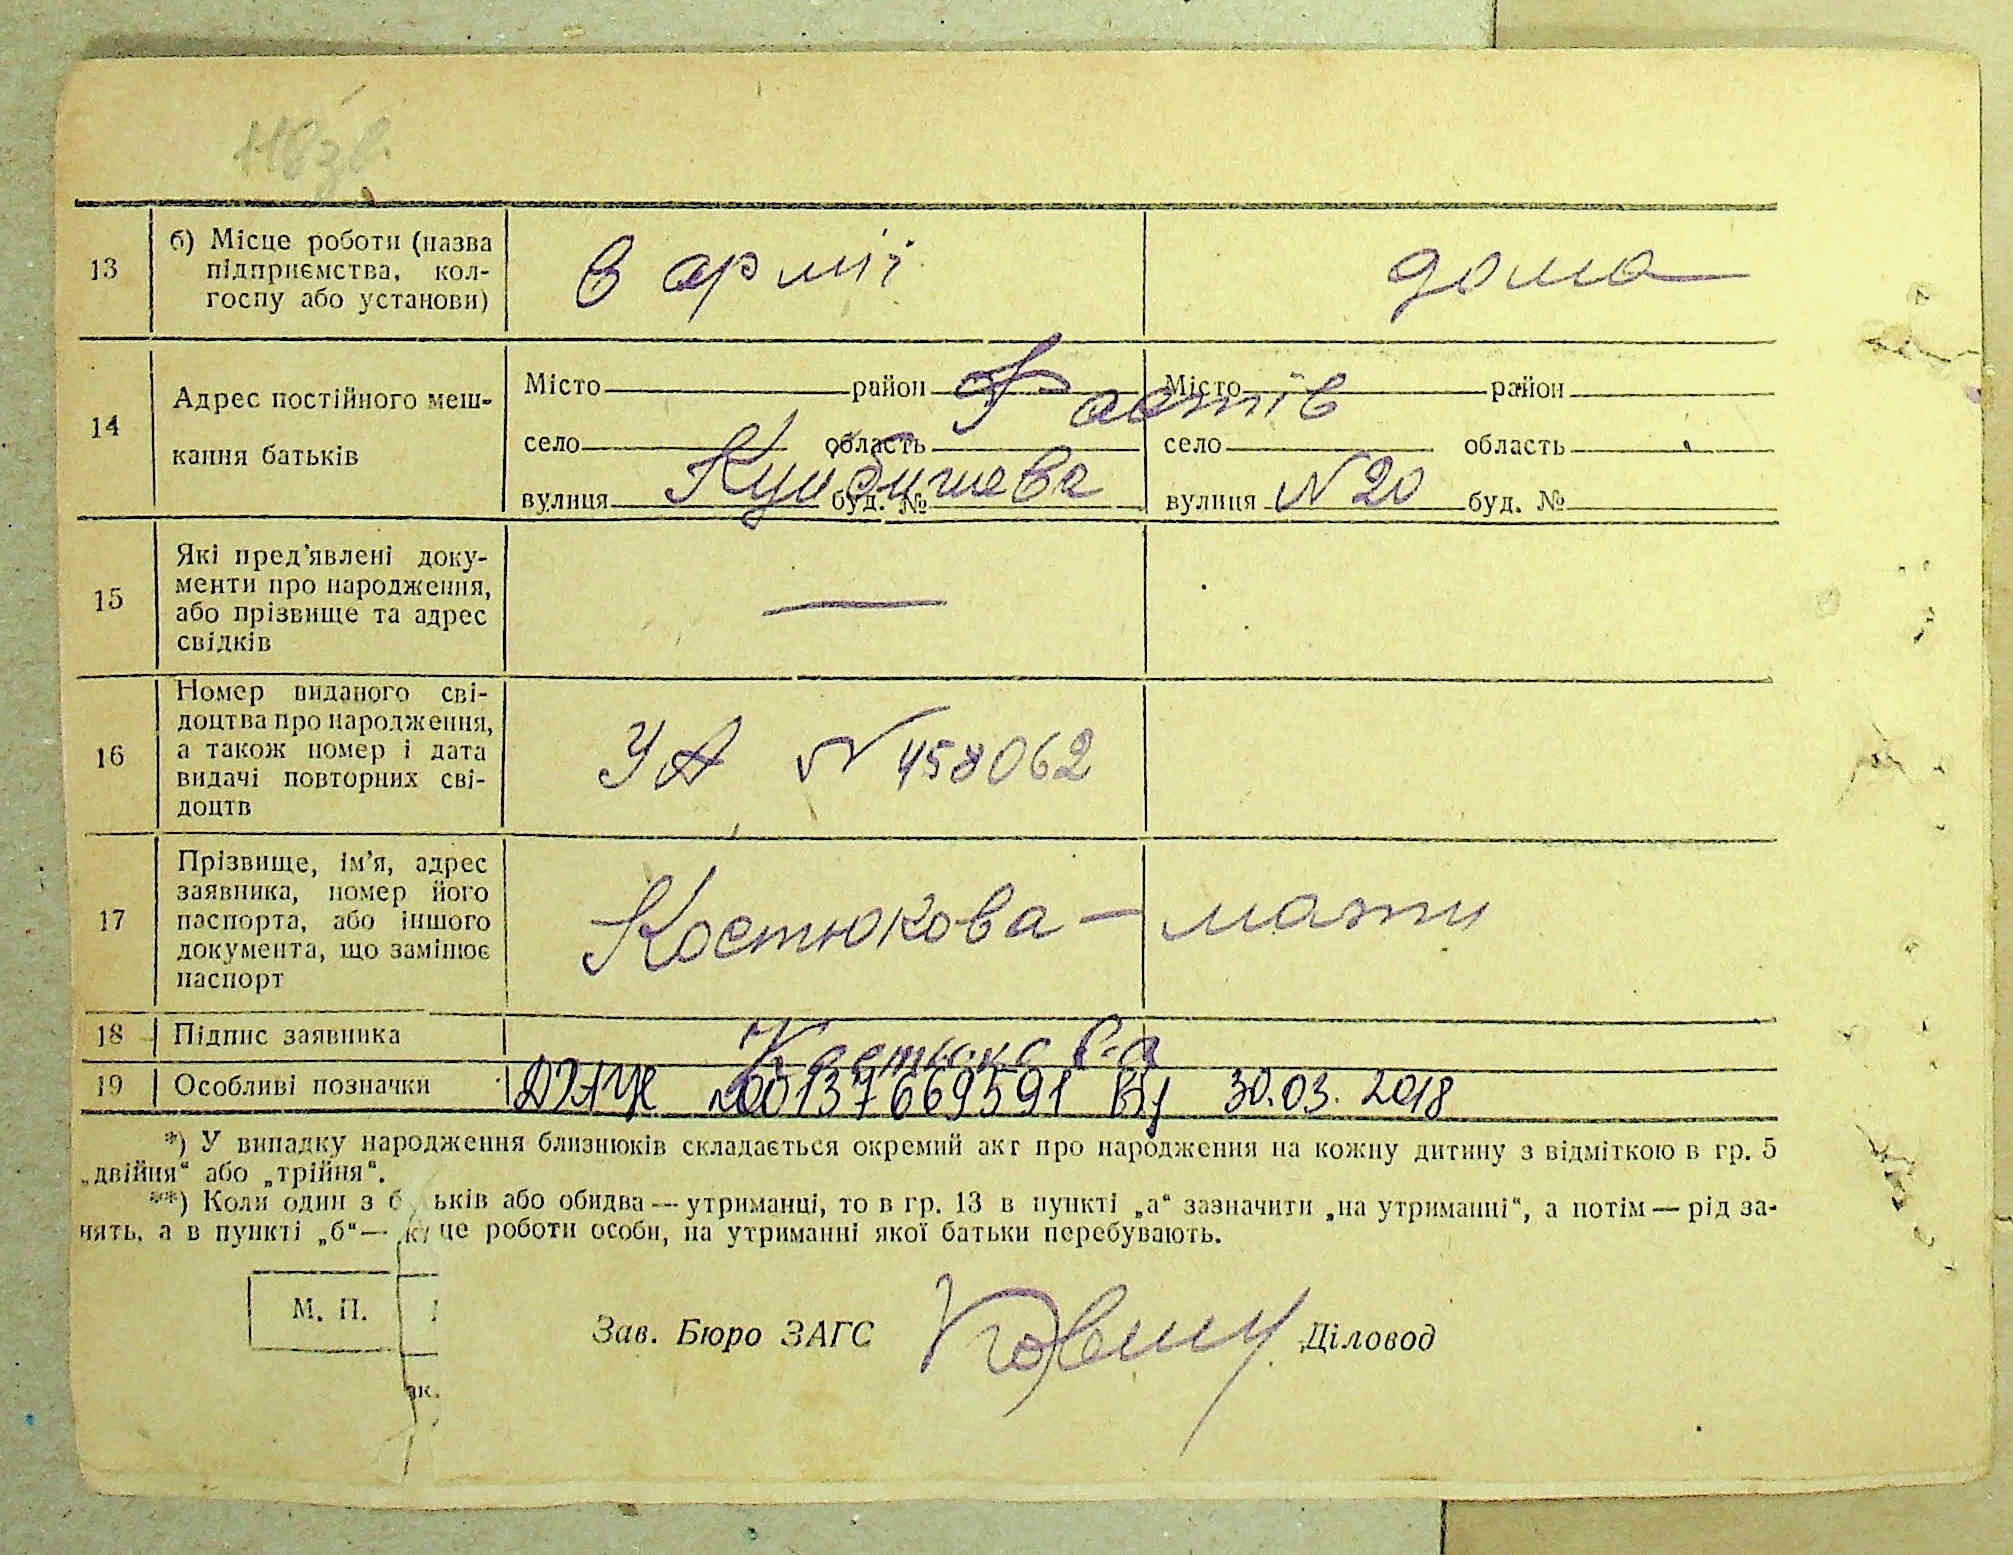 13 б) Місце роботи (назва підприємства, кол-
госпу або установи)
в армії
дома
14 Адрес постійного меш-
кання батьків
Місто район Місто район
Фастів
село область село область
вулиця Куйбишева буд. № вулиця N 20 буд. №
15 Які пред'явлені доку-
менти про народження,
або прізвище та адрес
свідків
—
16 Номер виданого сві-
доцтва про народження,
а також номер і дата
видачі повторних сві-
доцтв
УА N 458062
17 Прізвище, ім'я, адрес
заявника, номер його
паспорта, або іншого
документа, що замінює
паспорт
Костюкова — мати
18 Підпис заявника
19 Особливі позначки
00137669591 30.03.2018
*) У випадку народження близнюків складається окремий акт про народження на кожну дитину з відміткою в гр. 5
„двійня“ або „трійня“.
**) Коли один з б ьків або обидва — утриманці, то в гр. 13 в пункті „а“ зазначити „на утриманні“, а потім — рід за-
нять, а в пункті „б“ — це роботи особи, на утриманні якої батьки перебувають.
М. П.
Зав. Бюро ЗАГС Діловод